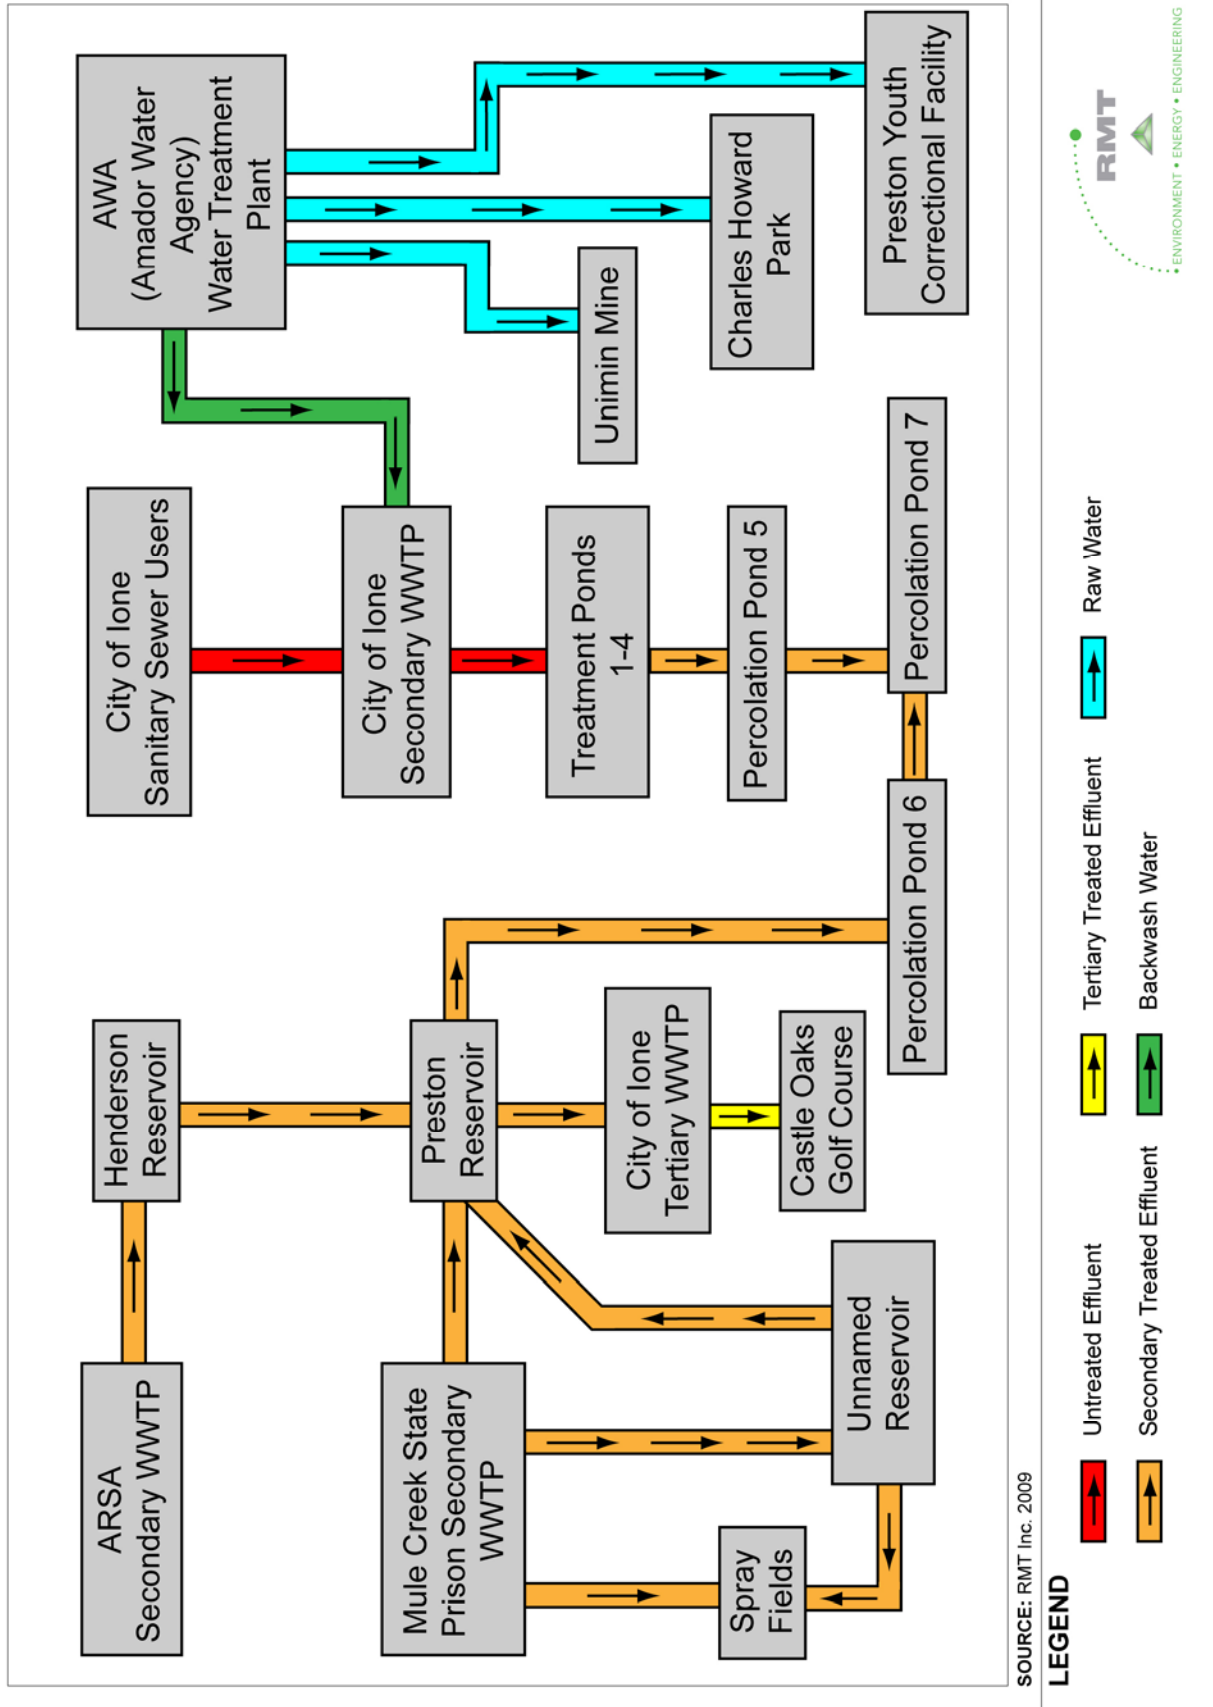 ARSA
Secondary WWTP
Henderson
Reservoir
City of Ione
Sanitary Sewer Users
AWA
(Amador Water
Agency)
Water Treatment
Plant
Mule Creek State
Prison Secondary
WWTP
Preston
Reservoir
City of Ione
Secondary WWTP
City of Ione
Tertiary WWTP
Treatment Ponds
1-4
Unimin Mine
Spray
Fields
Castle Oaks
Golf Course
Percolation Pond 5
Charles Howard
Park
Unnamed
Reservoir
Percolation Pond 6
Percolation Pond 7
Preston Youth
Correctional Facility
SOURCE: RMT Inc. 2009
LEGEND
Untreated Effluent
Tertiary Treated Effluent
Raw Water
Secondary Treated Effluent
Backwash Water
RMT
ENVIRONMENT • ENERGY • ENGINEERING